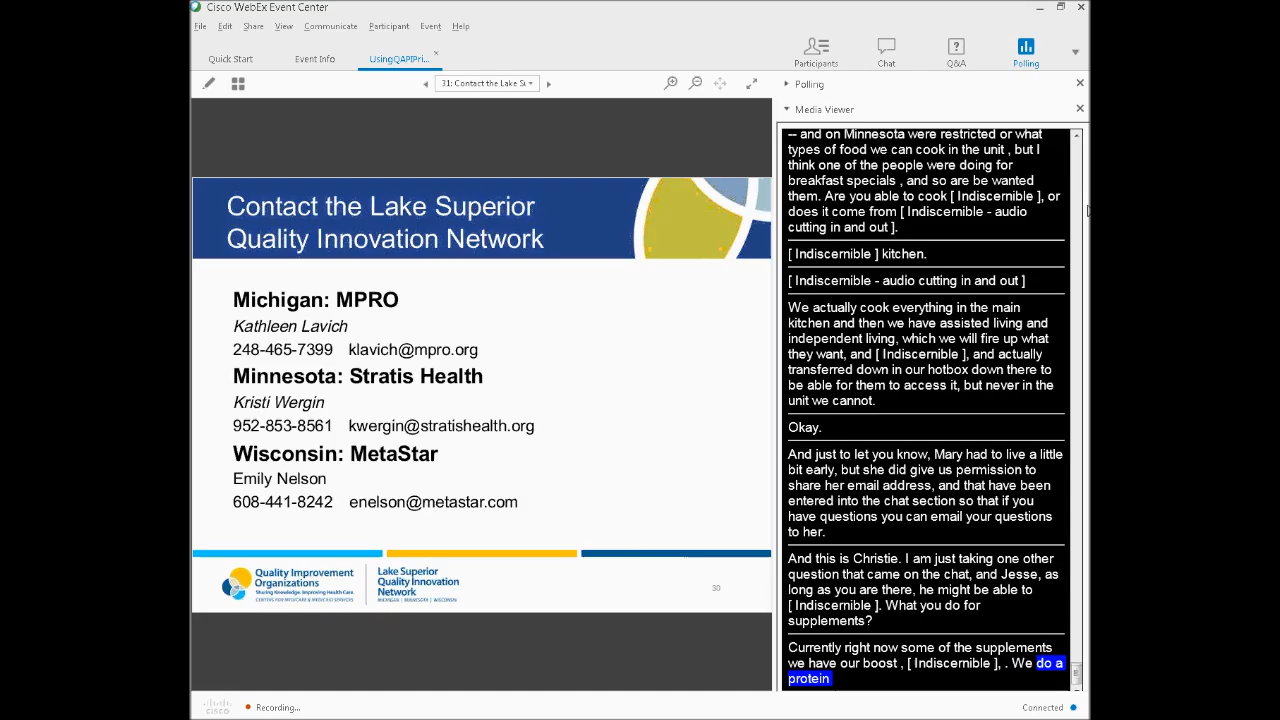 Cisco WebEx Event Center
File Edit Share View Communicate Participant Event Help
Quick Start Event Info UsingQAPIPri...
Participants Chat Q&A Polling
31: Contact the Lake Su
Polling
Media Viewer
Contact the Lake Superior
Quality Innovation Network
Michigan: MPRO
Kathleen Lavich
248-465-7399 klavich@mpro.org
Minnesota: Stratis Health
Kristi Wergin
952-853-8561 kwergin@stratishealth.org
Wisconsin: MetaStar
Emily Nelson
608-441-8242 enelson@metastar.com
Quality Improvement
Organizations
Sharing Knowledge. Improving Health Care.
CENTERS FOR MEDICARE & MEDICAID SERVICES
Lake Superior
Quality Innovation
Network
MICHIGAN | MINNESOTA | WISCONSIN
30
-- and on Minnesota were restricted or what
types of food we can cook in the unit , but I
think one of the people were doing for
breakfast specials , and so are be wanted
them. Are you able to cook [ Indiscernible ], or
does it come from [ Indiscernible - audio
cutting in and out ].
[ Indiscernible ] kitchen.
[ Indiscernible - audio cutting in and out ]
We actually cook everything in the main
kitchen and then we have assisted living and
independent living, which we will fire up what
they want, and [ Indiscernible ], and actually
transferred down in our hotbox down there to
be able for them to access it, but never in the
unit we cannot.
Okay.
And just to let you know, Mary had to live a little
bit early, but she did give us permission to
share her email address, and that have been
entered into the chat section so that if you
have questions you can email your questions
to her.
And this is Christie. I am just taking one other
question that came on the chat, and Jesse, as
long as you are there, he might be able to
[ Indiscernible ]. What you do for
supplements?
Currently right now some of the supplements
we have our boost , [ Indiscernible ], . We do a
protein
CISCO
Recording...
Connected